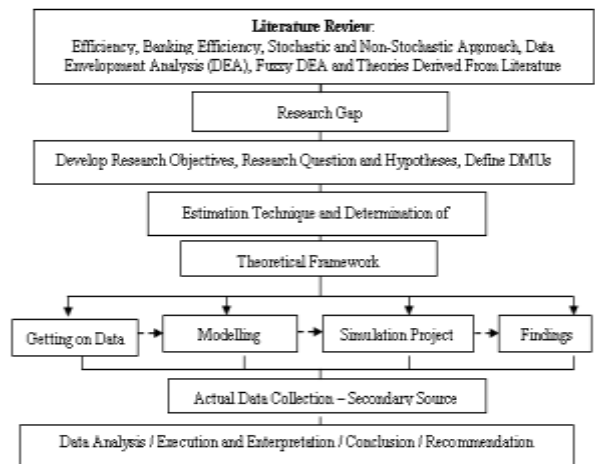 Literature Review:
Efficiency, Banking Efficiency, Stochastic and Non-Stochastic Approach, Data
Envelopment Analysis (DEA), Fuzzy DEA and Theories Derived From Literature
Research Gap
Develop Research Objectives, Research Question and Hypotheses, Define DMUs
Estimation Technique and Determination of
Theoretical Framework
Getting on Data
Modelling
Simulation Project
Findings
Actual Data Collection – Secondary Source
Data Analysis / Execution and Enterpretation / Conclusion / Recommendation